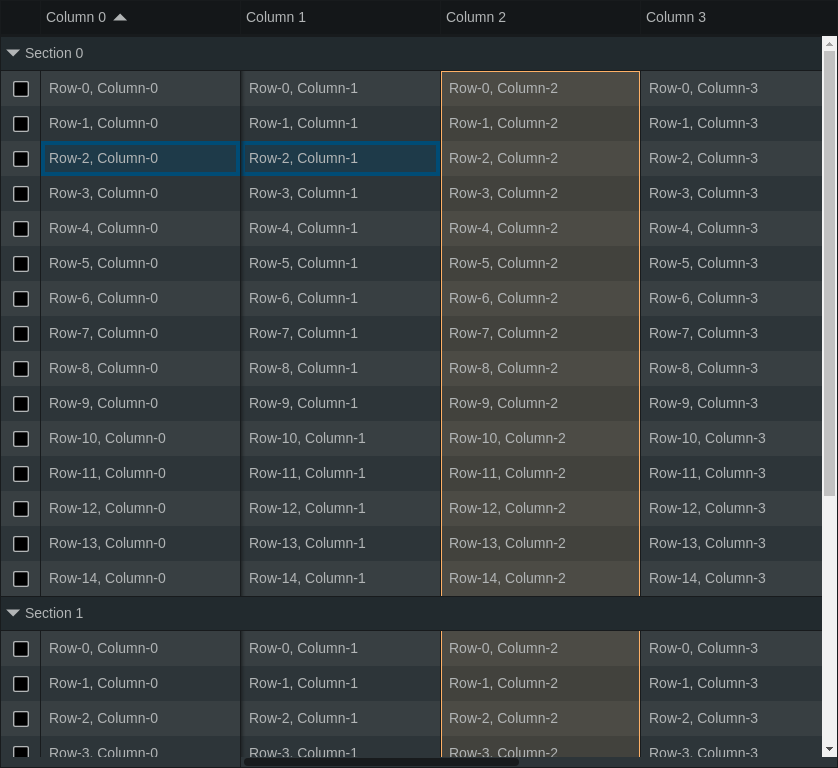 Column 0 Column 1 Column 2 Column 3
Section 0
Row-0, Column-0 Row-0, Column-1 Row-0, Column-2 Row-0, Column-3
Row-1, Column-0 Row-1, Column-1 Row-1, Column-2 Row-1, Column-3
Row-2, Column-0 Row-2, Column-1 Row-2, Column-2 Row-2, Column-3
Row-3, Column-0 Row-3, Column-1 Row-3, Column-2 Row-3, Column-3
Row-4, Column-0 Row-4, Column-1 Row-4, Column-2 Row-4, Column-3
Row-5, Column-0 Row-5, Column-1 Row-5, Column-2 Row-5, Column-3
Row-6, Column-0 Row-6, Column-1 Row-6, Column-2 Row-6, Column-3
Row-7, Column-0 Row-7, Column-1 Row-7, Column-2 Row-7, Column-3
Row-8, Column-0 Row-8, Column-1 Row-8, Column-2 Row-8, Column-3
Row-9, Column-0 Row-9, Column-1 Row-9, Column-2 Row-9, Column-3
Row-10, Column-0 Row-10, Column-1 Row-10, Column-2 Row-10, Column-3
Row-11, Column-0 Row-11, Column-1 Row-11, Column-2 Row-11, Column-3
Row-12, Column-0 Row-12, Column-1 Row-12, Column-2 Row-12, Column-3
Row-13, Column-0 Row-13, Column-1 Row-13, Column-2 Row-13, Column-3
Row-14, Column-0 Row-14, Column-1 Row-14, Column-2 Row-14, Column-3
Section 1
Row-0, Column-0 Row-0, Column-1 Row-0, Column-2 Row-0, Column-3
Row-1, Column-0 Row-1, Column-1 Row-1, Column-2 Row-1, Column-3
Row-2, Column-0 Row-2, Column-1 Row-2, Column-2 Row-2, Column-3
Row-3, Column-0 Row-3, Column-1 Row-3, Column-2 Row-3, Column-3